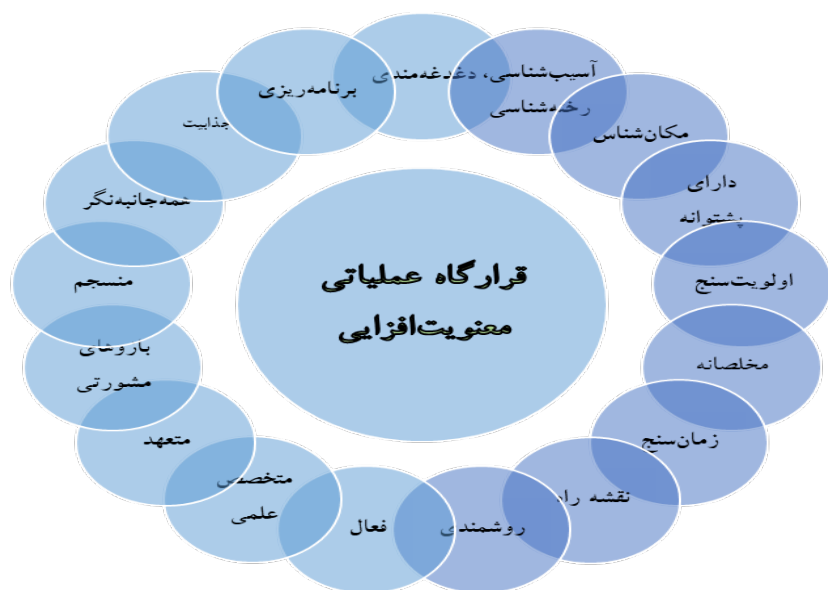 قرارگاه عملیاتی
معنویت‌افزایی
دغدغه‌مندی
آسیب‌شناسی،
رخنه‌شناسی
مکان‌شناس
دارای
پشتوانه
اولویت‌سنج
مخلصانه
زمان‌سنج
نقشه راه
روشمندی
فعال
متخصص
علمی
متعهد
باروهای
مشورتی
منسجم
همه‌جانبه‌نگر
جذابیت
برنامه‌ریزی